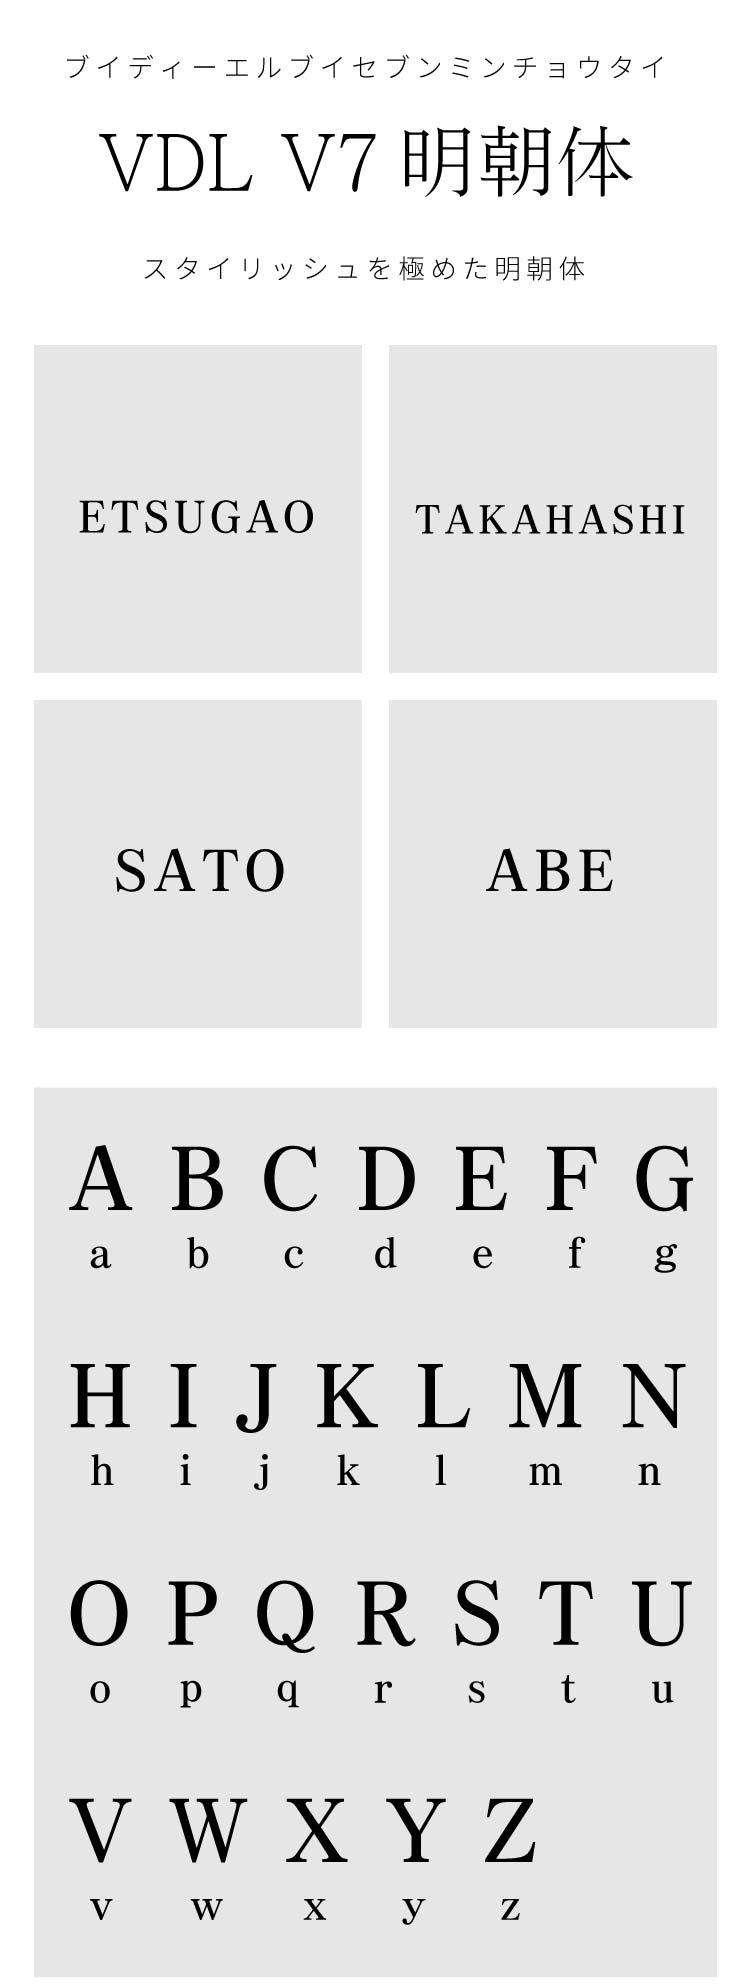 ブイディーエルブイセブンミンチョウタイ
VDL V7 明朝体
スタイリッシュを極めた明朝体
ETSUGAO
TAKAHASHI
SATO
ABE
A B C D E F G
a b c d e f g
H I J K L M N
h i j k l m n
O P Q R S T U
o p q r s t u
V W X Y Z
v w x y z